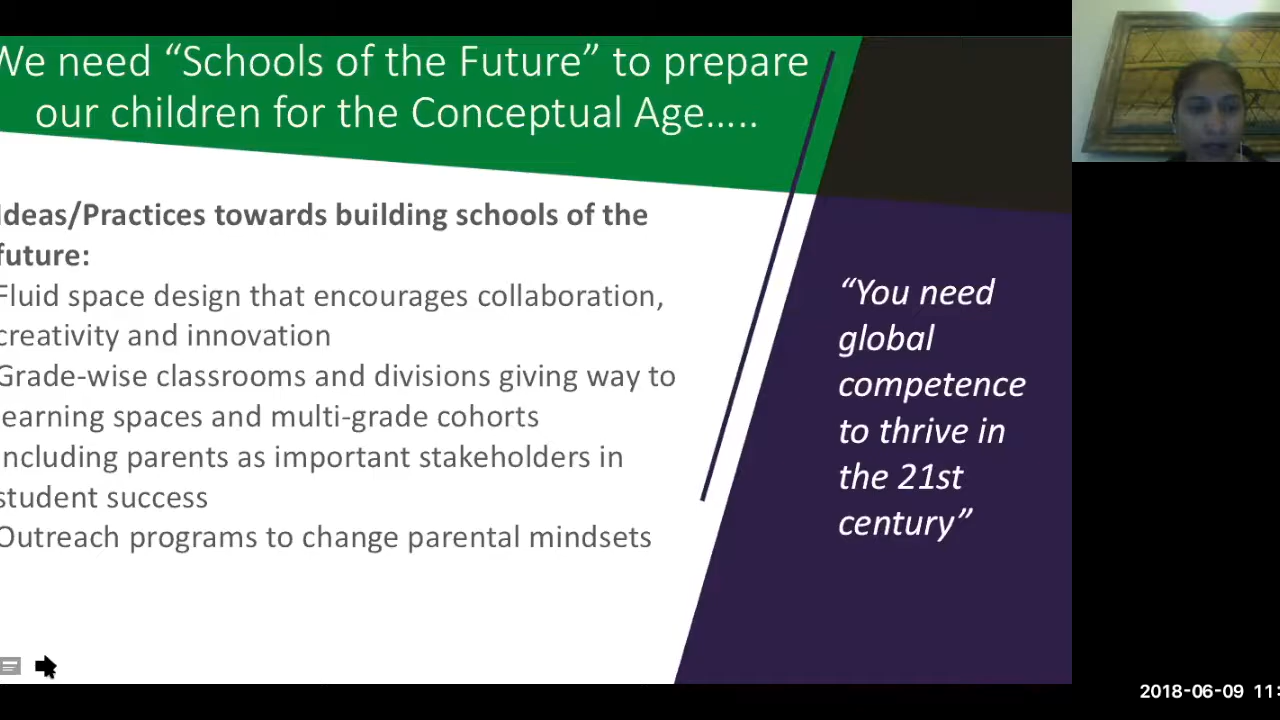 We need “Schools of the Future” to prepare
our children for the Conceptual Age…..
Ideas/Practices towards building schools of the
future:
Fluid space design that encourages collaboration,
creativity and innovation
Grade-wise classrooms and divisions giving way to
learning spaces and multi-grade cohorts
Including parents as important stakeholders in
student success
Outreach programs to change parental mindsets
“You need
global
competence
to thrive in
the 21st
century”
2018-06-09 11: